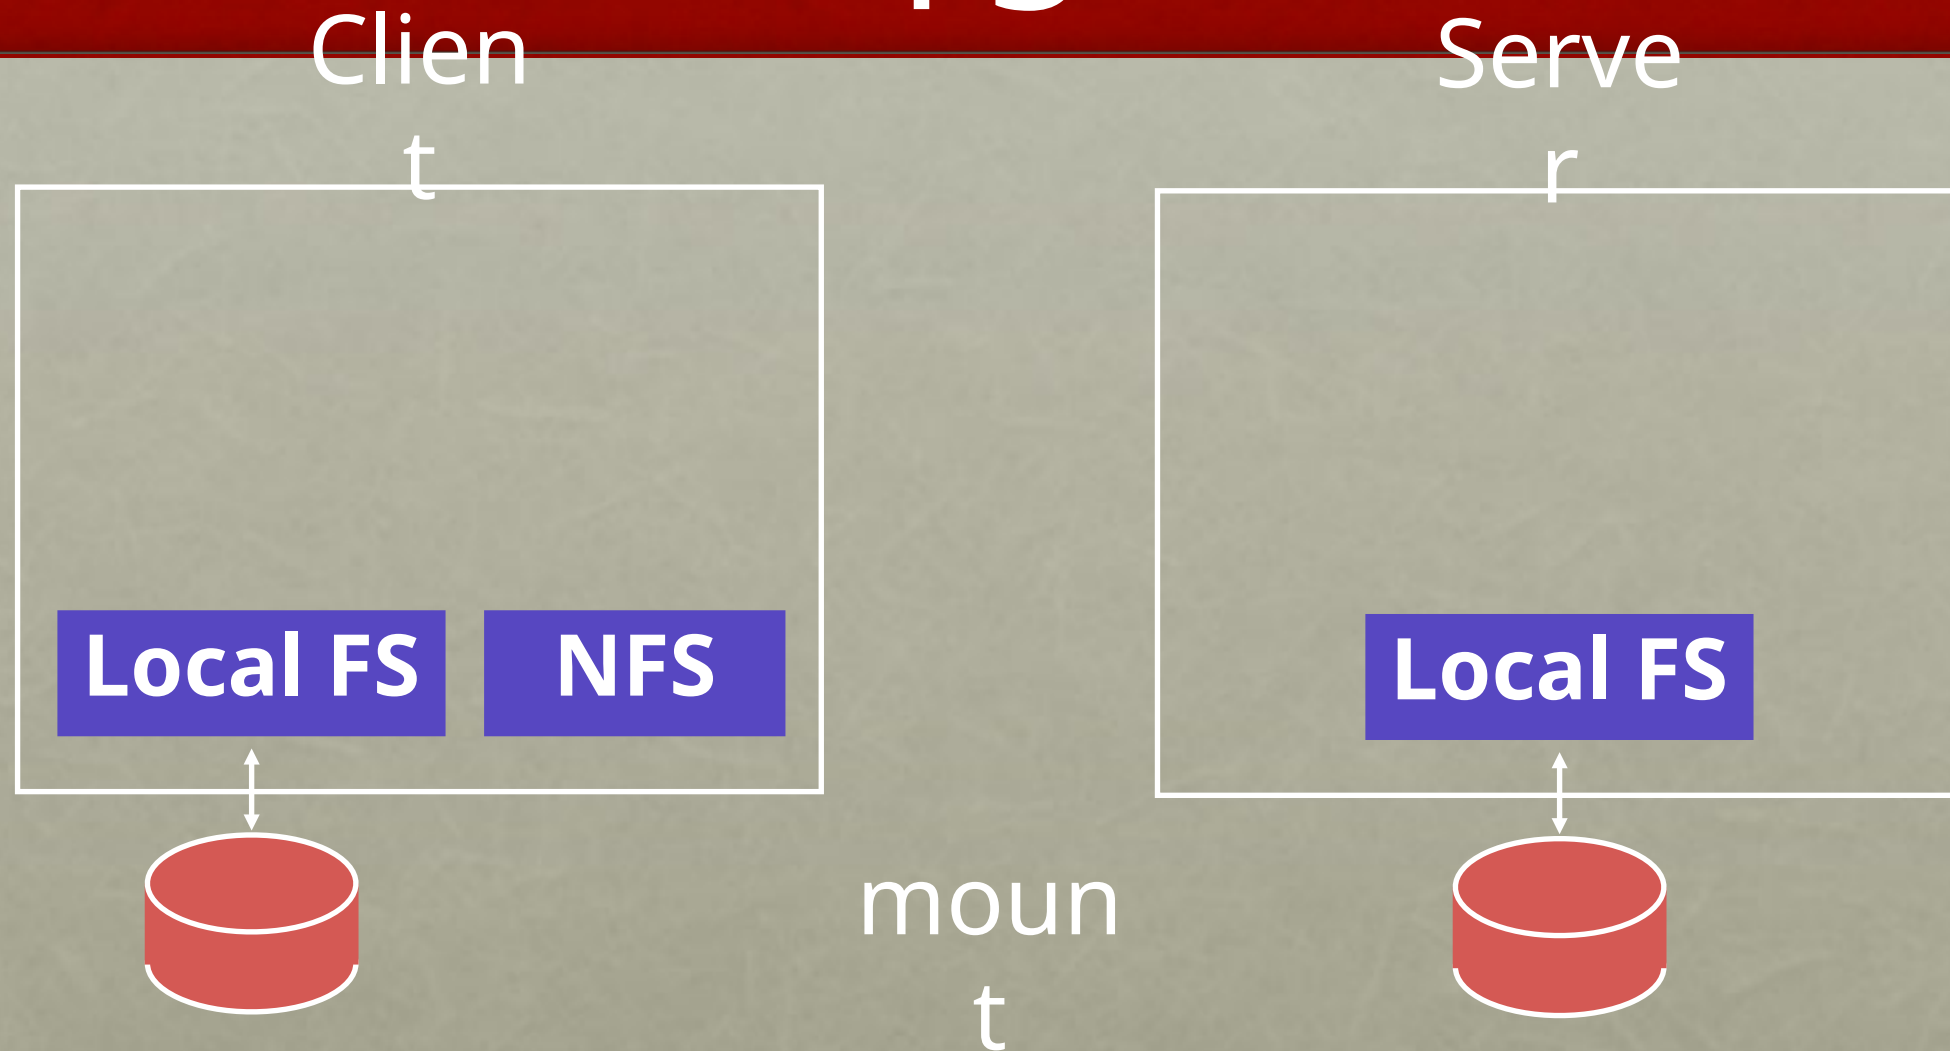 Clien
t
Serve
r
Local FS
NFS
Local FS
moun
t